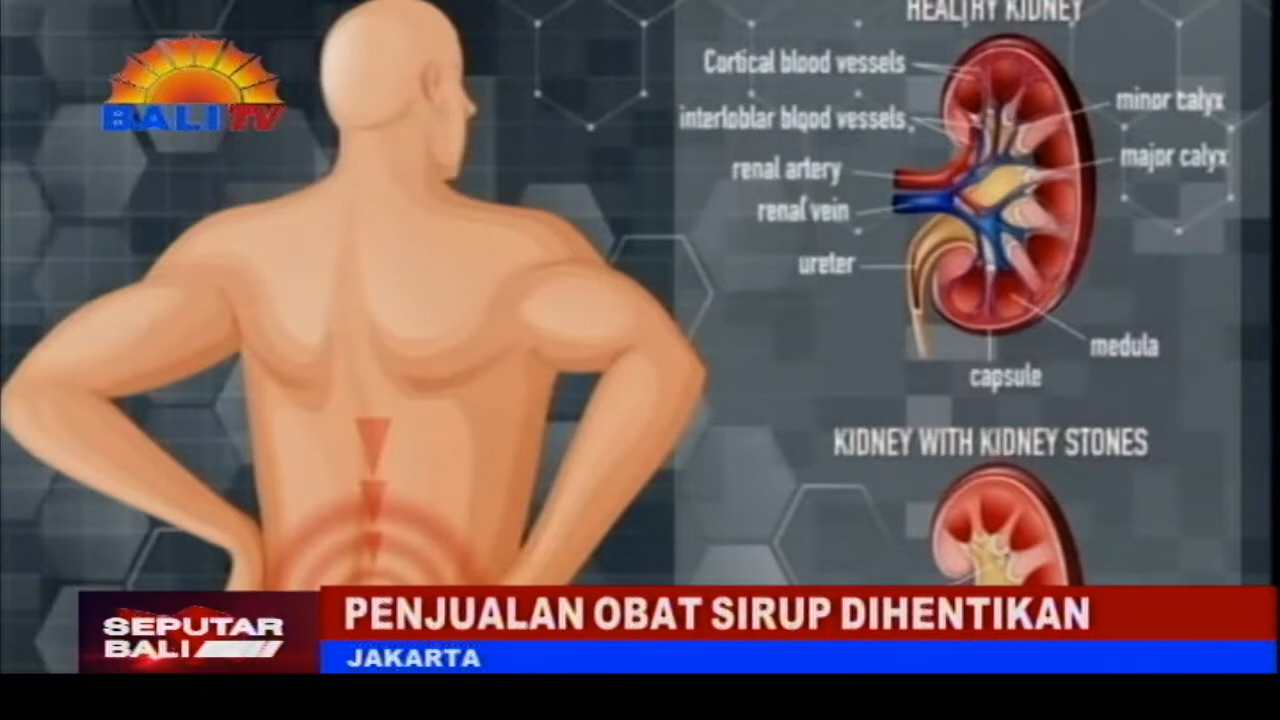 BALI TV
HEALTHY KIDNEY
Cortical blood vessels
interloblar blood vessels
renal artery
renal vein
ureter
minor calyx
major calyx
medula
capsule
KIDNEY WITH KIDNEY STONES
SEPUTAR
BALI
PENJUALAN OBAT SIRUP DIHENTIKAN
JAKARTA